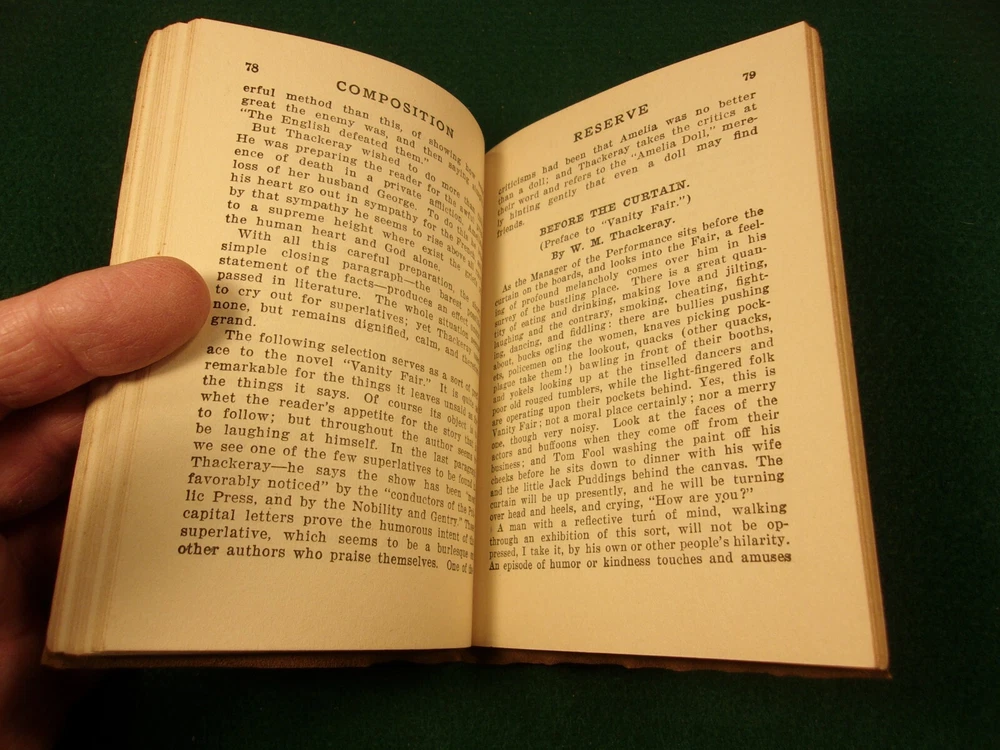 78
COMPOSITION
erful method than this, of showing how
great the enemy was, and then saying
"The English defeated them."
But Thackeray wished to do more than
He was preparing the reader for the awful
ence of death in a private affliction,
loss of her husband George. To do this he
his heart go out in sympathy for the French
by that sympathy he seems to rise above all
to a supreme height where exist the
the human heart and God alone.
With all this careful preparation, the
simple closing paragraph—the barest
statement of the facts—produces an effect
passed in literature. The whole situation
to cry out for superlatives; yet Thackeray
none, but remains dignified, calm, and
grand.
The following selection serves as a sort of
ace to the novel "Vanity Fair." It is quite
remarkable for the things it leaves unsaid as
the things it says. Of course its object is
whet the reader's appetite for the story that
to follow; but throughout the author seems
be laughing at himself. In the last paragraph
we see one of the few superlatives to be found
Thackeray—he says the show has been
favorably noticed" by the "conductors of the
lic Press, and by the Nobility and Gentry."
capital letters prove the humorous intent of
superlative, which seems to be a burlesque
other authors who praise themselves. One of
79
RESERVE
criticisms had been that Amelia was no better
than a doll; and Thackeray takes the critics at
their word and refers to the "Amelia Doll," mere-
ly hinting gently that even a doll may find
friends.
BEFORE THE CURTAIN.
(Preface to "Vanity Fair.")
By W. M. Thackeray.
As the Manager of the Performance sits before the
curtain on the boards, and looks into the Fair, a feel-
ing of profound melancholy comes over him in his
survey of the bustling place. There is a great quan-
tity of eating and drinking, making love and jilting,
laughing and the contrary, smoking, cheating, fight-
ing, dancing, and fiddling: there are bullies pushing
about, bucks ogling the women, knaves picking pock-
ets, policemen on the lookout, quacks (other quacks,
plague take them!) bawling in front of their booths,
and yokels looking up at the tinselled dancers and
poor old rouged tumblers, while the light-fingered folk
are operating upon their pockets behind. Yes, this is
Vanity Fair; not a moral place certainly; nor a merry
one, though very noisy. Look at the faces of the
actors and buffoons when they come off from their
business; and Tom Fool washing the paint off his
cheeks before he sits down to dinner with his wife
and the little Jack Puddings behind the canvas. The
curtain will be up presently, and he will be turning
over head and heels, and crying, "How are you?"
A man with a reflective turn of mind, walking
through an exhibition of this sort, will not be op-
pressed, I take it, by his own or other people's hilarity.
An episode of humor or kindness touches and amuses